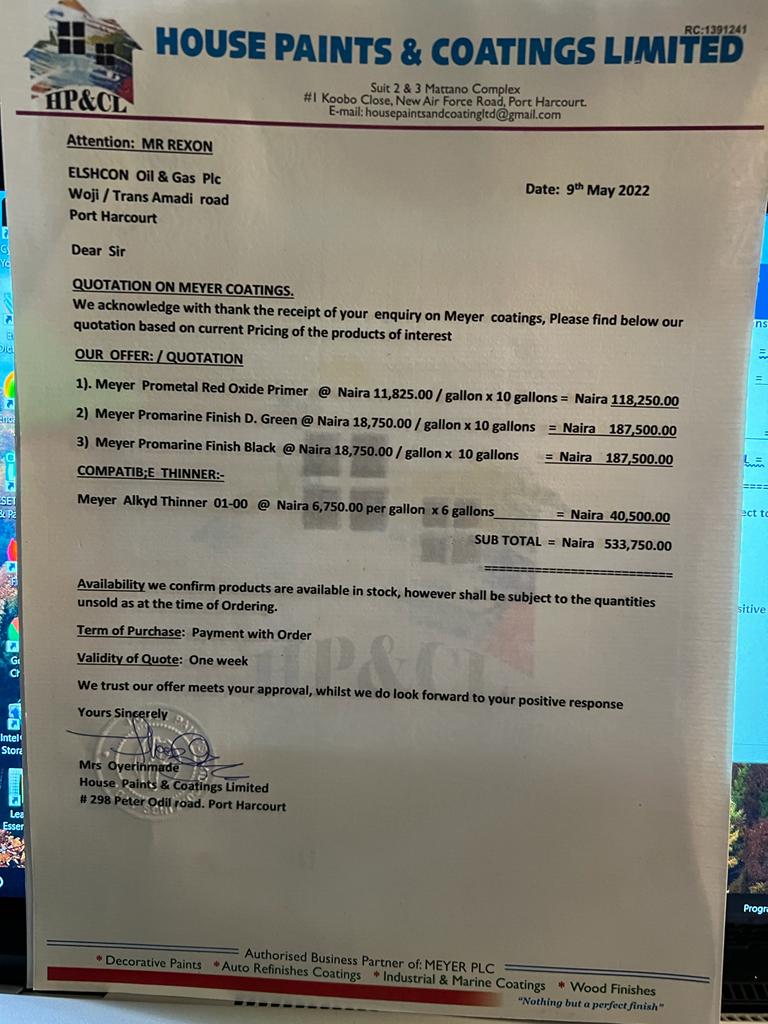 RC:1391241
HOUSE PAINTS & COATINGS LIMITED
HP&CL
Suit 2 & 3 Mattano Complex
#1 Koobo Close, New Air Force Road, Port Harcourt.
E-mail: housepaintsandcoatingltd@gmail.com
Attention: MR REXON
ELSHCON Oil & Gas Plc
Woji / Trans Amadi road
Port Harcourt
Date: 9th May 2022
Dear Sir
QUOTATION ON MEYER COATINGS.
We acknowledge with thank the receipt of your enquiry on Meyer coatings, Please find below our
quotation based on current Pricing of the products of interest
OUR OFFER: / QUOTATION
1). Meyer Prometal Red Oxide Primer @ Naira 11,825.00 / gallon x 10 gallons = Naira 118,250.00
2) Meyer Promarine Finish D. Green @ Naira 18,750.00 / gallon x 10 gallons = Naira 187,500.00
3) Meyer Promarine Finish Black @ Naira 18,750.00 / gallon x 10 gallons = Naira 187,500.00
COMPATIB;E THINNER:-
Meyer Alkyd Thinner 01-00 @ Naira 6,750.00 per gallon x 6 gallons = Naira 40,500.00
SUB TOTAL = Naira 533,750.00
Availability we confirm products are available in stock, however shall be subject to the quantities
unsold as at the time of Ordering.
Term of Purchase: Payment with Order
Validity of Quote: One week
HP&CL
We trust our offer meets your approval, whilst we do look forward to your positive response
Yours Sincerely
Mrs Oyerinmade
House Paints & Coatings Limited
# 298 Peter Odil road. Port Harcourt
Authorised Business Partner of: MEYER PLC
* Decorative Paints * Auto Refinishes Coatings * Industrial & Marine Coatings * Wood Finishes
"Nothing but a perfect finish"